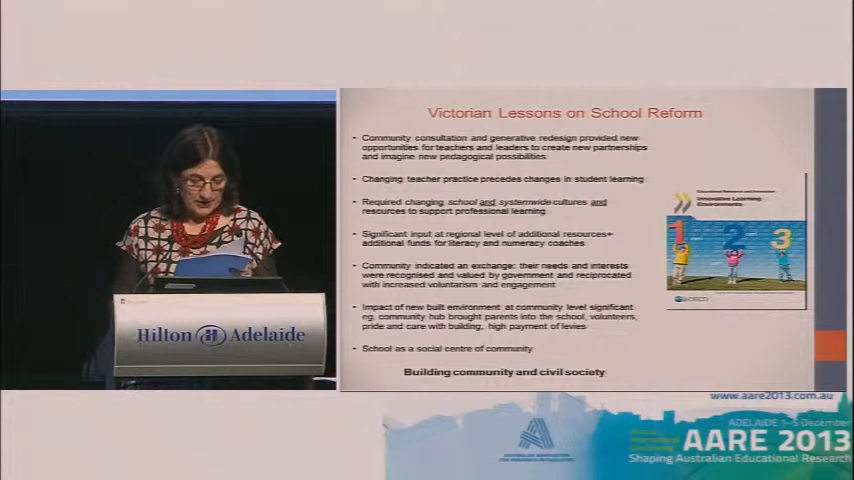 Victorian Lessons on School Reform
• Community consultation and generative redesign provided new
opportunities for teachers and leaders to create new partnerships
and imagine new pedagogical possibilities
• Changing teacher practice precedes changes in student learning
• Required changing school and systemwide cultures and
resources to support professional learning
• Significant input at regional level of additional resources+
additional funds for literacy and numeracy coaches
• Community indicated an exchange: their needs and interests
were recognised and valued by government and reciprocated
with increased voluntarism and engagement
• Impact of new built environment at community level significant
eg. community hub brought parents into the school, volunteers,
pride and care with building, high payment of levies
• School as a social centre of community
Building community and civil society
Educational Research and Innovation
Innovative Learning
Environments
1 2 3
OECD
Hilton Adelaide
www.aare2013.com.au
ADELAIDE 1-5 December
Annual
International
Conference
AARE 2013
Shaping Australian Educational Research